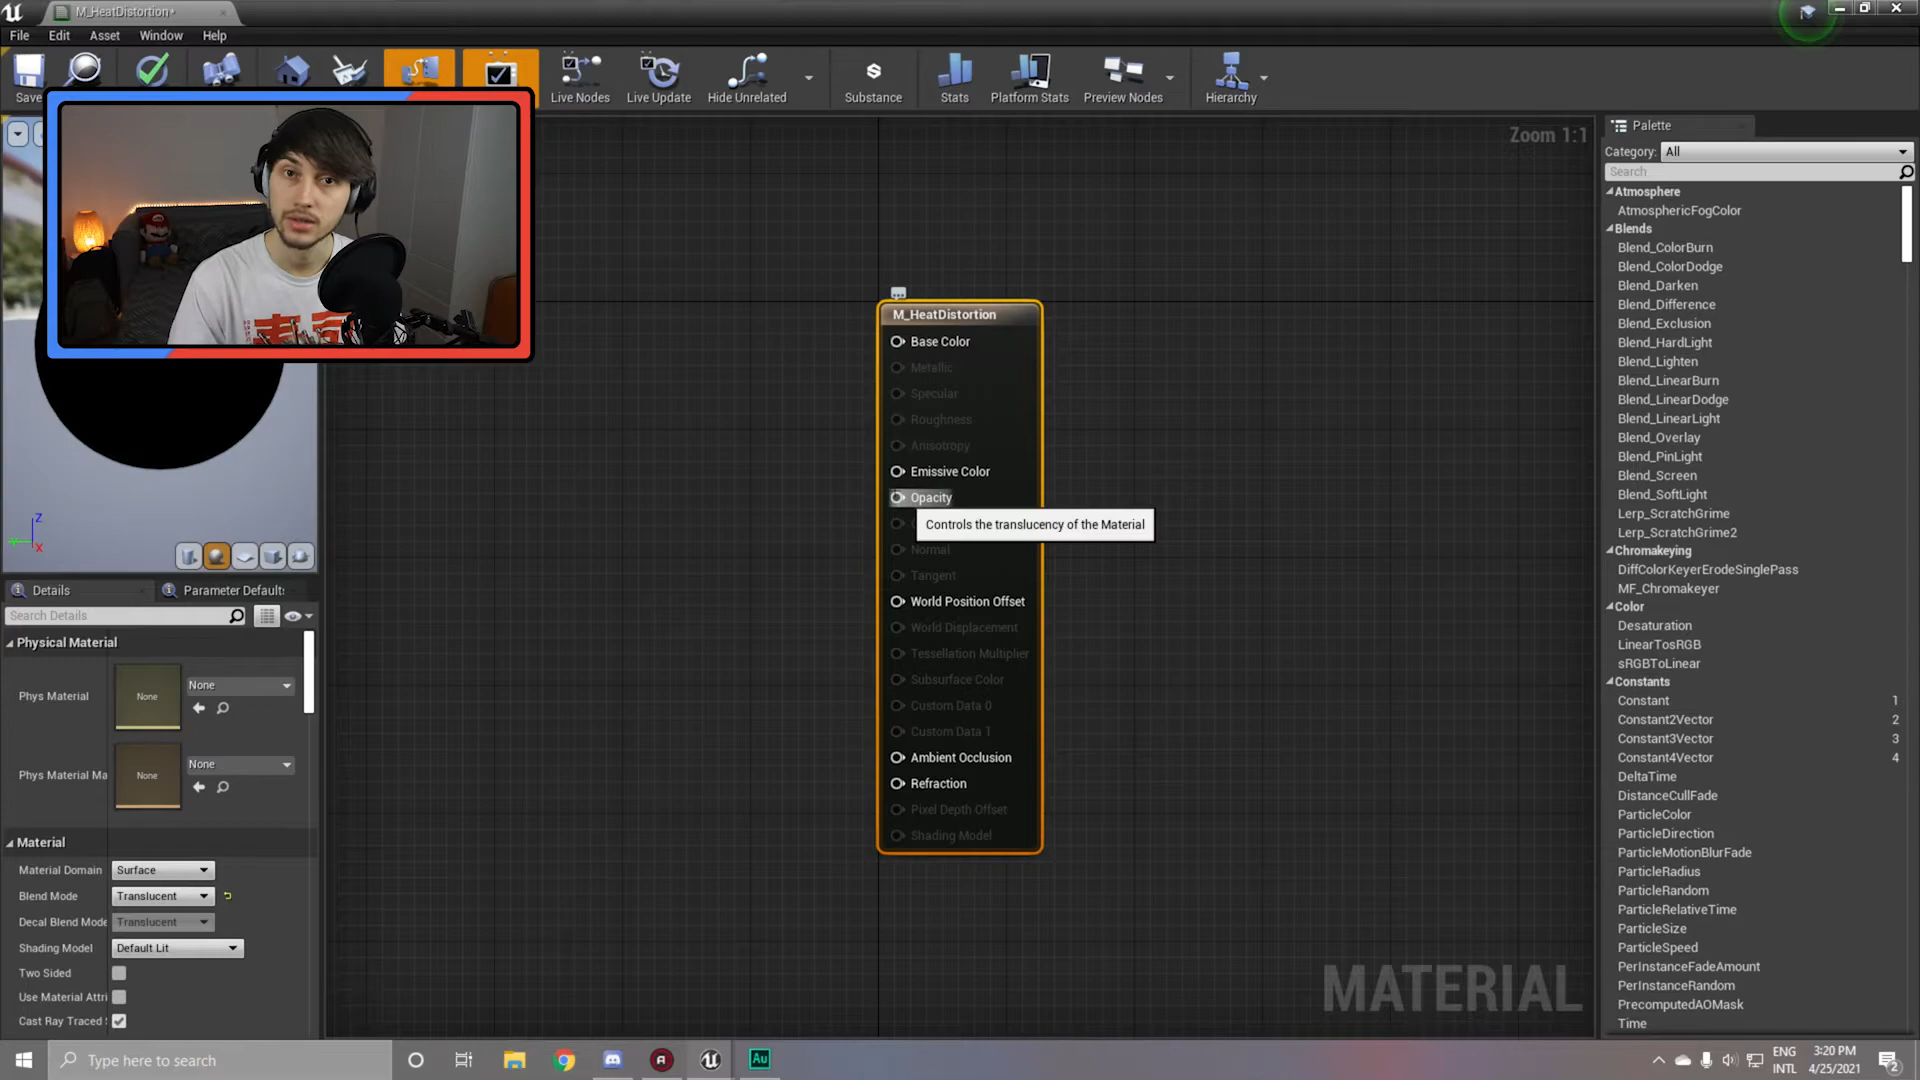 M_HeatDistortion*
File Edit Asset Window Help
Save
Live Nodes
Live Update
Hide Unrelated
Substance
Stats
Platform Stats
Preview Nodes
Hierarchy
Zoom 1:1
M_HeatDistortion
Base Color
Metallic
Specular
Roughness
Anisotropy
Emissive Color
Opacity
Controls the translucency of the Material
Normal
Tangent
World Position Offset
World Displacement
Tessellation Multiplier
Subsurface Color
Custom Data 0
Custom Data 1
Ambient Occlusion
Refraction
Pixel Depth Offset
Shading Model
MATERIAL
Z
X
Details
Parameter Defaults
Search Details
Physical Material
Phys Material
None
None
Phys Material Ma
None
None
Material
Material Domain Surface
Blend Mode Translucent
Decal Blend Mode Translucent
Shading Model Default Lit
Two Sided
Use Material Attri
Cast Ray Traced S
Palette
Category: All
Search
Atmosphere
AtmosphericFogColor
Blends
Blend_ColorBurn
Blend_ColorDodge
Blend_Darken
Blend_Difference
Blend_Exclusion
Blend_HardLight
Blend_Lighten
Blend_LinearBurn
Blend_LinearDodge
Blend_LinearLight
Blend_Overlay
Blend_PinLight
Blend_Screen
Blend_SoftLight
Lerp_ScratchGrime
Lerp_ScratchGrime2
Chromakeying
DiffColorKeyerErodeSinglePass
MF_Chromakeyer
Color
Desaturation
LinearTosRGB
sRGBToLinear
Constants
Constant 1
Constant2Vector 2
Constant3Vector 3
Constant4Vector 4
DeltaTime
DistanceCullFade
ParticleColor
ParticleDirection
ParticleMotionBlurFade
ParticleRadius
ParticleRandom
ParticleRelativeTime
ParticleSize
ParticleSpeed
PerInstanceFadeAmount
PerInstanceRandom
PrecomputedAOMask
Time
Type here to search
Au
ENG
INTL
3:20 PM
4/25/2021
2